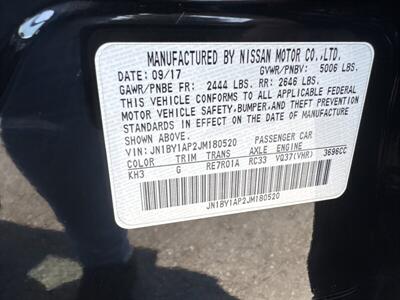 MANUFACTURED BY NISSAN MOTOR CO.,LTD.
DATE: 09/17 GVWR/PNBV: 5006 LBS.
GAWR/PNBE FR: 2444 LBS. RR: 2646 LBS.
THIS VEHICLE CONFORMS TO ALL APPLICABLE FEDERAL
MOTOR VEHICLE SAFETY, BUMPER, AND THEFT PREVENTION
STANDARDS IN EFFECT ON THE DATE OF MANUFACTURE
SHOWN ABOVE.
VIN: JN1BY1AP2JM180520 PASSENGER CAR
COLOR TRIM TRANS AXLE ENGINE
KH3 G RE7R01A RC33 VQ37(VHR) 3696CC
JN1BY1AP2JM180520